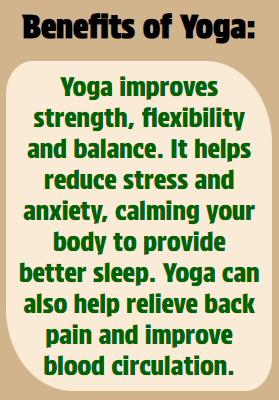 Benefits of Yoga:
Yoga improves
strength, flexibility
and balance. It helps
reduce stress and
anxiety, calming your
body to provide
better sleep. Yoga can
also help relieve back
pain and improve
blood circulation.